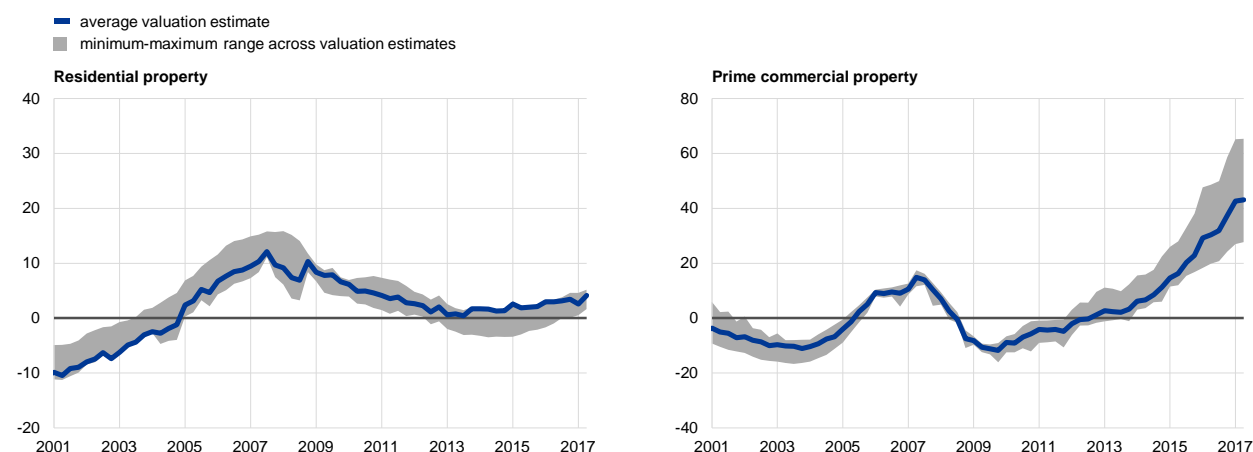 average valuation estimate
minimum-maximum range across valuation estimates
Residential property
40
30
20
10
0
-10
-20
2001 2003 2005 2007 2009 2011 2013 2015 2017
Prime commercial property
80
60
40
20
0
-20
-40
2001 2003 2005 2007 2009 2011 2013 2015 2017